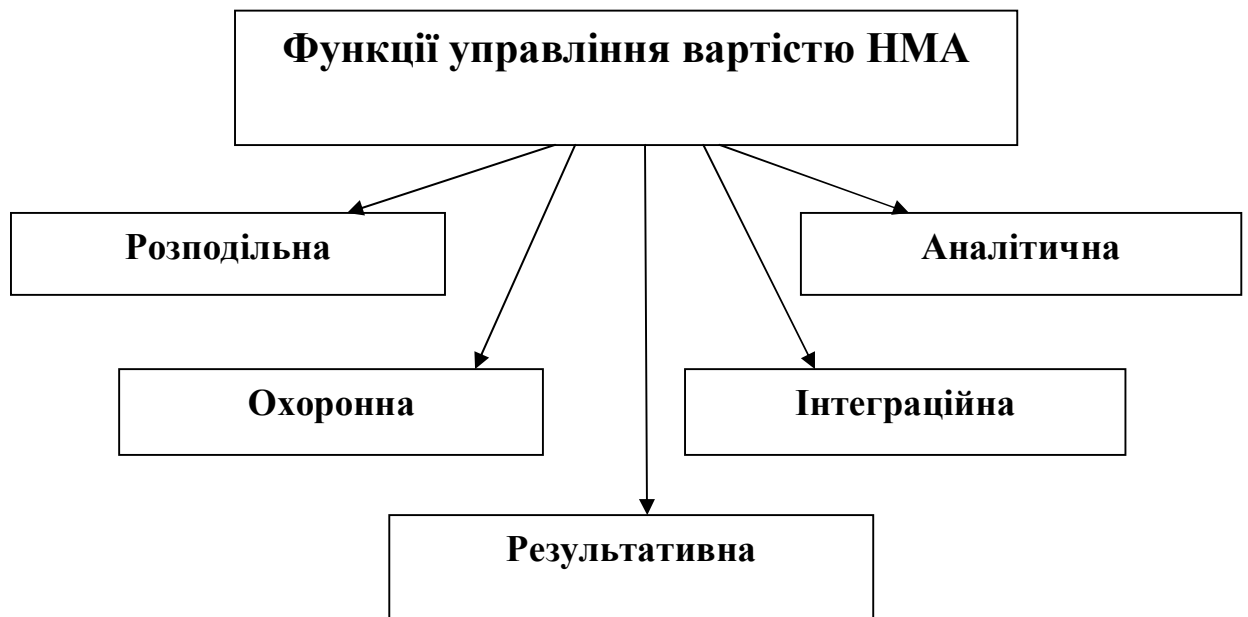 Функції управління вартістю НМА
Розподільна
Аналітична
Охоронна
Інтеграційна
Результативна